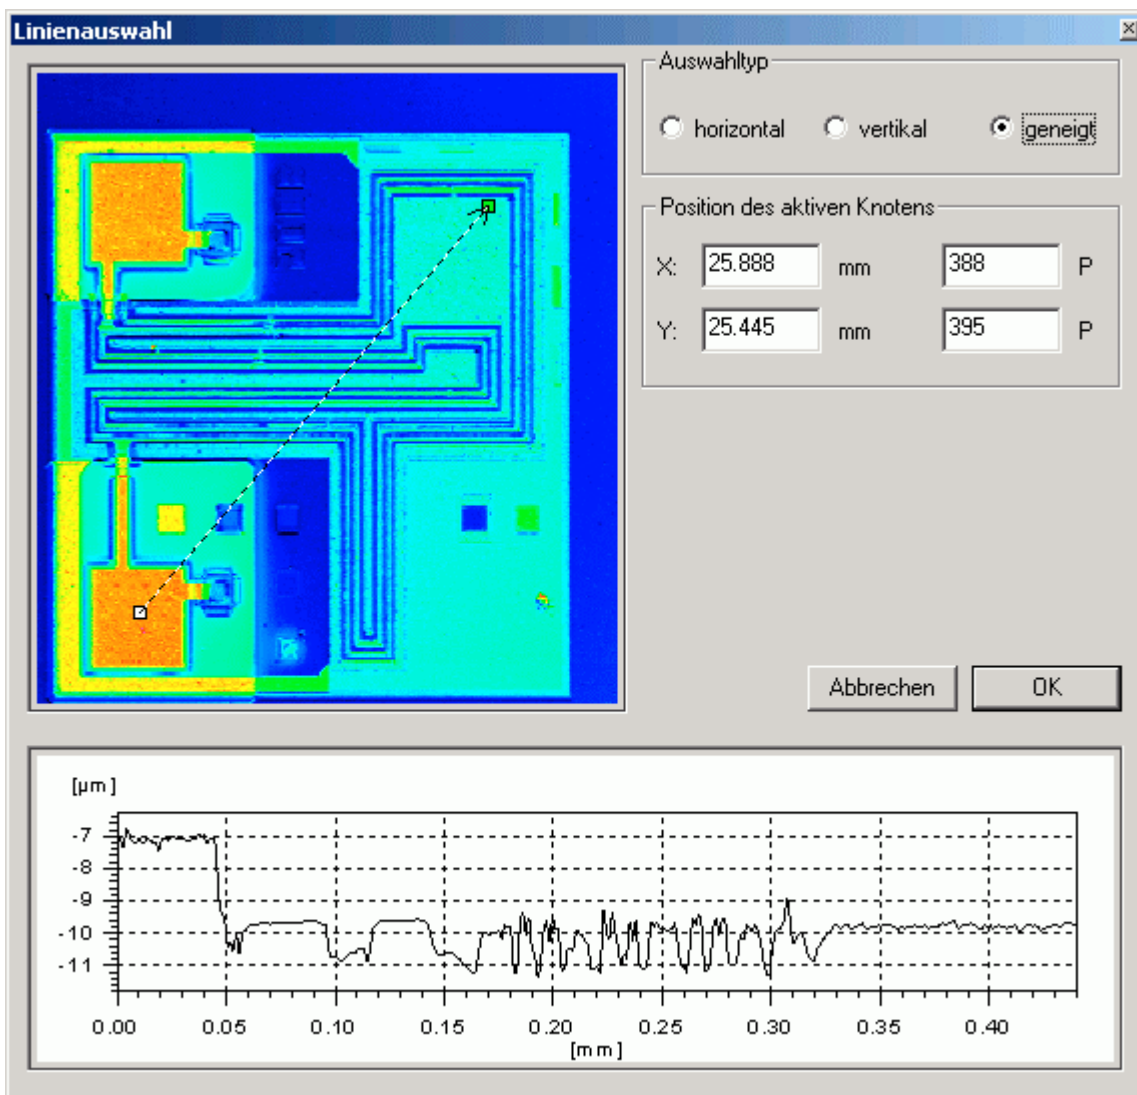 Linienauswahl
Auswahltyp
horizontal vertikal geneigt
Position des aktiven Knotens
X: 25.888 mm 388 P
Y: 25.445 mm 395 P
Abbrechen OK
[µm]
-7
-8
-9
-10
-11
0.00 0.05 0.10 0.15 0.20 0.25 0.30 0.35 0.40
[mm]